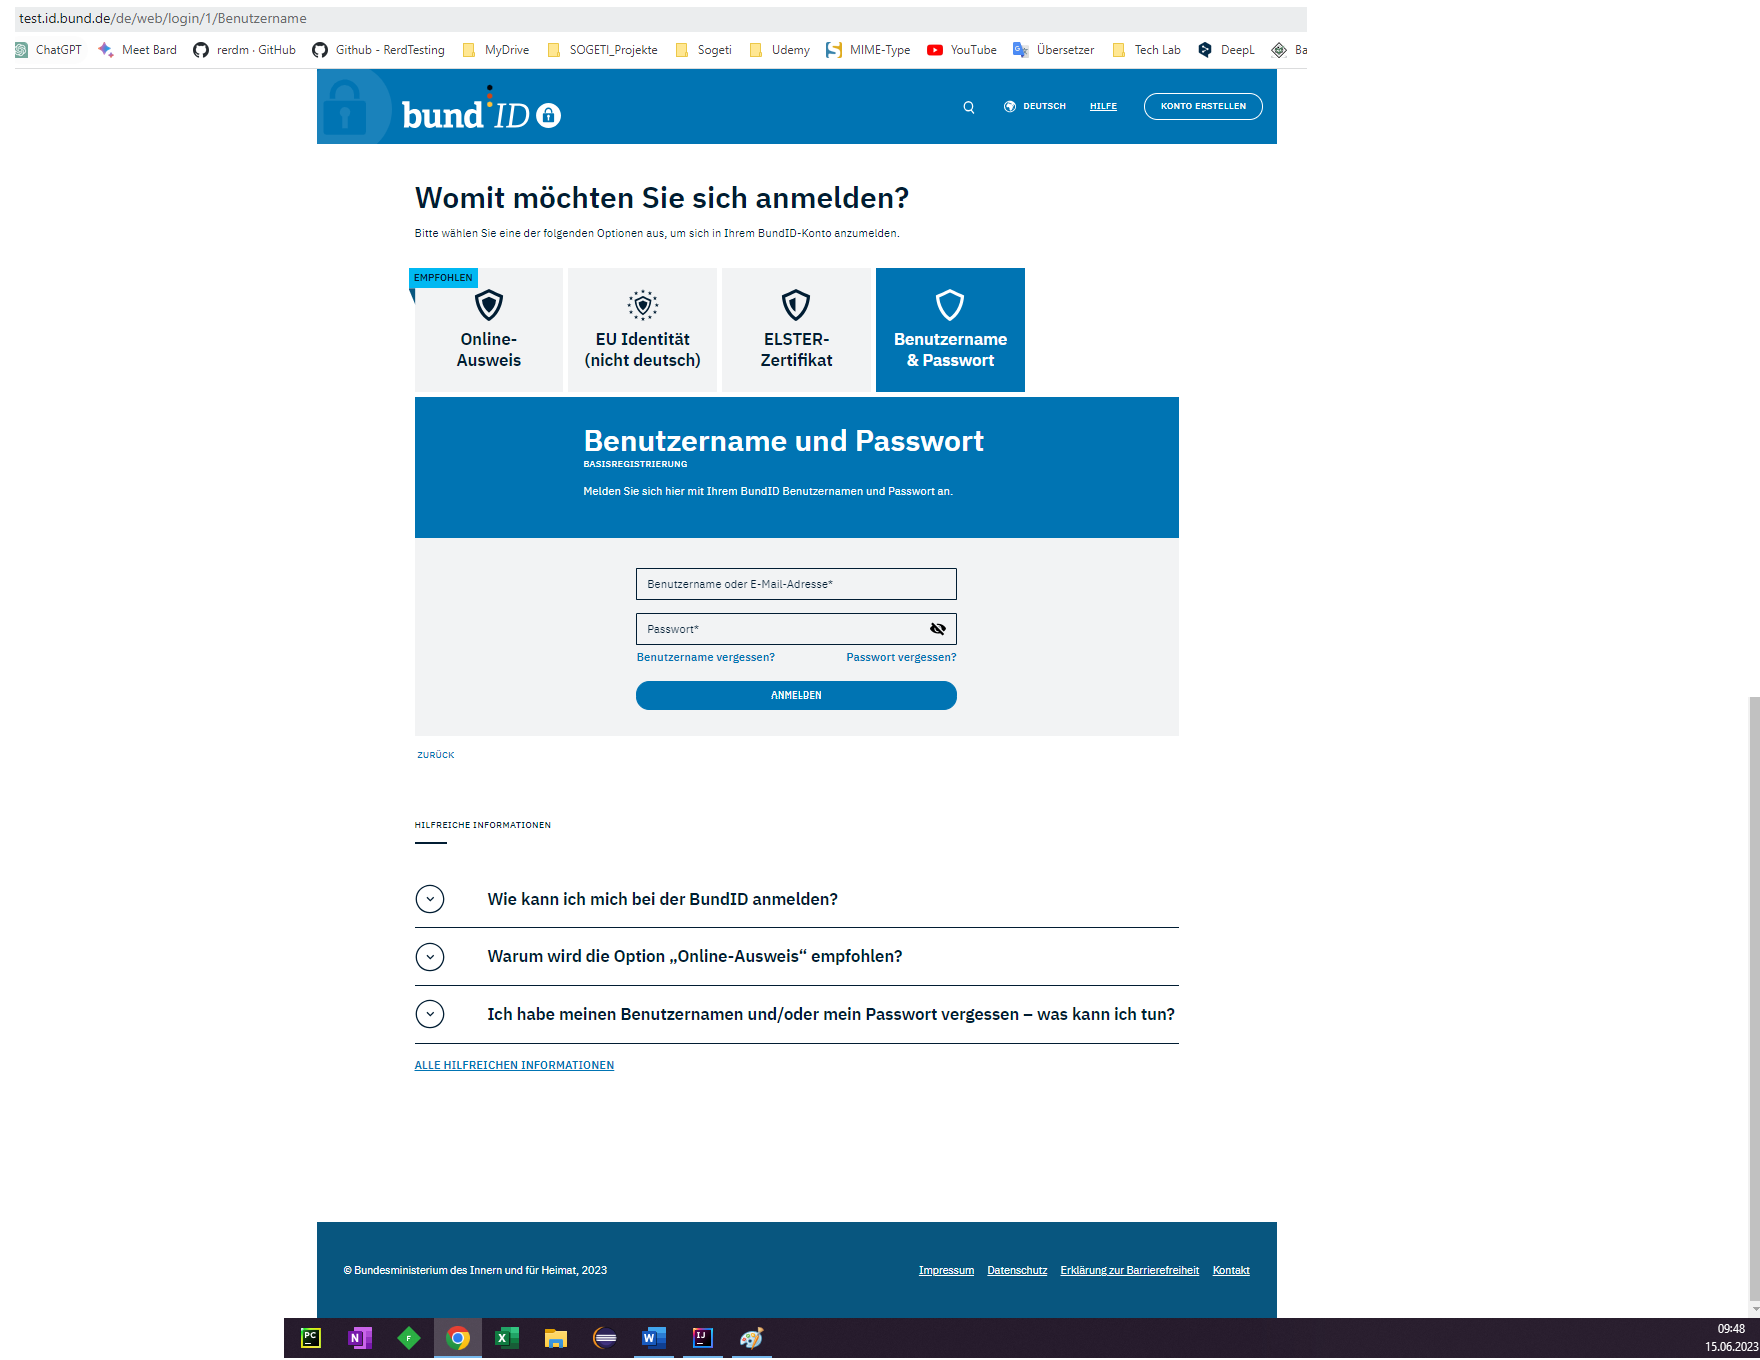 test.id.bund.de/de/web/login/1/Benutzername
ChatGPT Meet Bard rerdm · GitHub Github - RerdTesting MyDrive SOGETI_Projekte Sogeti Udemy MIME-Type YouTube Übersetzer Tech Lab DeepL Ba
bund ID DEUTSCH HILFE KONTO ERSTELLEN
Womit möchten Sie sich anmelden?
Bitte wählen Sie eine der folgenden Optionen aus, um sich in Ihrem BundID-Konto anzumelden.
EMPFOHLEN
Online-
Ausweis
EU Identität
(nicht deutsch)
ELSTER-
Zertifikat
Benutzername
& Passwort
Benutzername und Passwort
BASISREGISTRIERUNG
Melden Sie sich hier mit Ihrem BundID Benutzernamen und Passwort an.
Benutzername oder E-Mail-Adresse*
Passwort*
Benutzername vergessen? Passwort vergessen?
ANMELDEN
ZURÜCK
HILFREICHE INFORMATIONEN
Wie kann ich mich bei der BundID anmelden?
Warum wird die Option „Online-Ausweis“ empfohlen?
Ich habe meinen Benutzernamen und/oder mein Passwort vergessen – was kann ich tun?
ALLE HILFREICHEN INFORMATIONEN
© Bundesministerium des Innern und für Heimat, 2023 Impressum Datenschutz Erklärung zur Barrierefreiheit Kontakt
PC N F X W IJ
09:48
15.06.2023